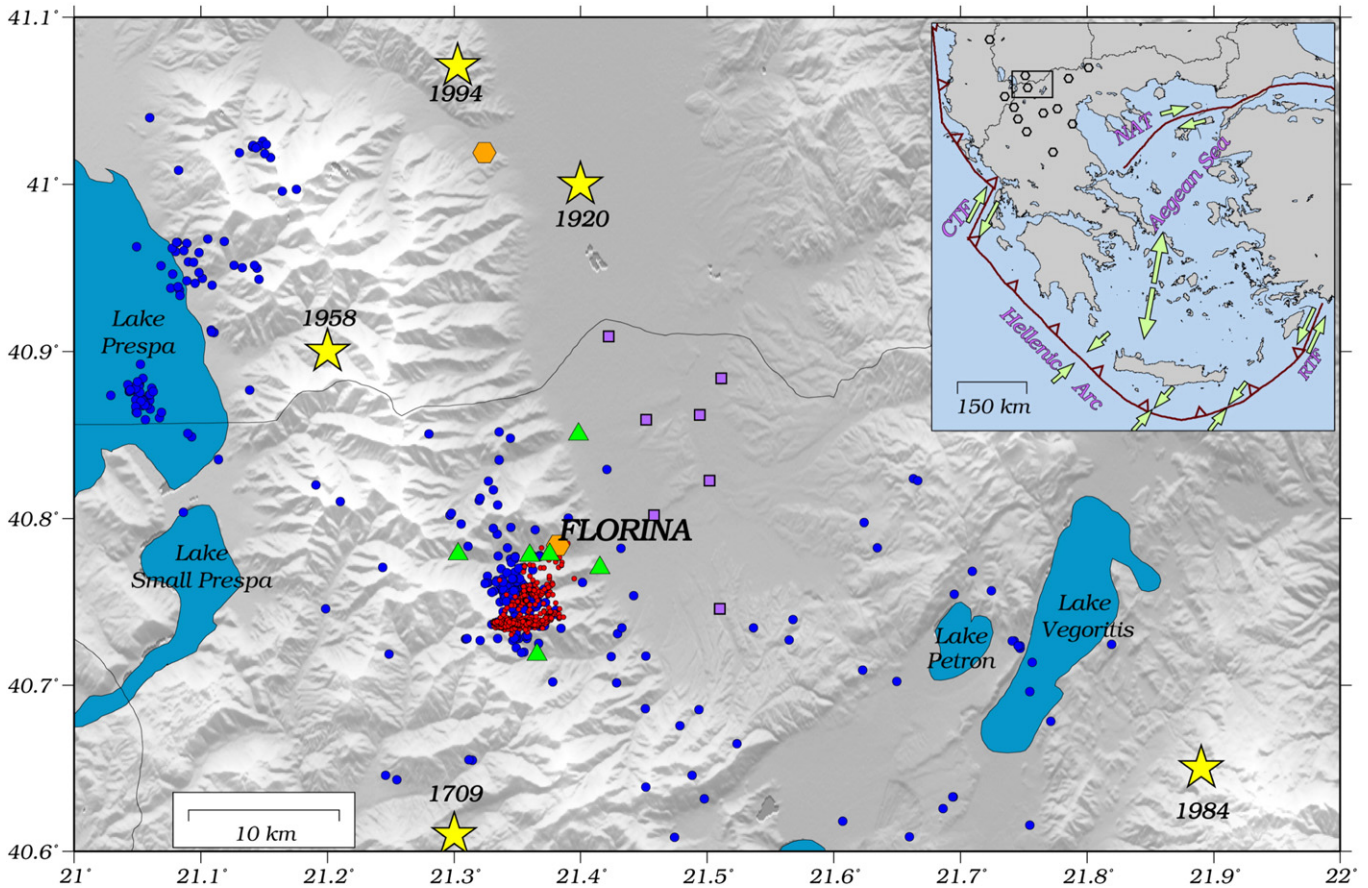 41.1°
41°
40.9°
40.8°
40.7°
40.6°
21°
21.1
21.2
21.3
21.4
21.5
21.6
21.7
21.8
21.9
22°
1994
1920
1958
Lake
Prespa
FLORINA
Lake
Small Prespa
Lake
Petron
Lake
Vegoritis
1709
1984
10 km
NAT
Aegean Sea
CTF
Hellenic Arc
RTF
150 km